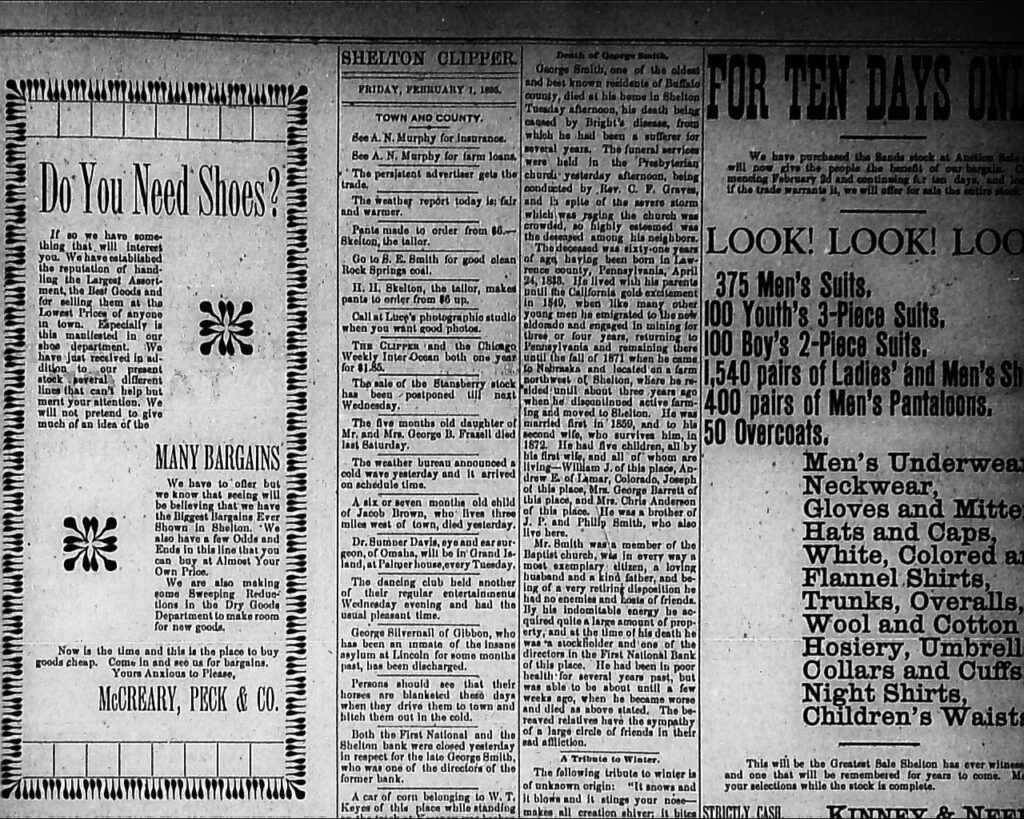 Do You Need Shoes?
If so we have some-
thing that will interest
you. We have established
the reputation of hand-
ling the Largest Assort-
ment, the Best Goods and
for selling them at the
Lowest Prices of anyone
in town. Especially is
this manifested in our
shoe department. We
have just received in ad-
dition to our present
stock several different
lines that can't help but
merit your attention. We
will not pretend to give
much of an idea of the
MANY BARGAINS
We have to offer but
we know that seeing will
be believing that we have
the Biggest Bargains Ever
Shown in Shelton. We
also have a few Odds and
Ends in this line that you
can buy at Almost Your
Own Price.
We are also making
some Sweeping Reduc-
tions in the Dry Goods
Department to make room
for new goods.
Now is the time and this is the place to buy
goods cheap. Come in and see us for bargains.
Yours Anxious to Please,
McCREARY, PECK & CO.
SHELTON CLIPPER.
FRIDAY, FEBRUARY 1, 1895.
TOWN AND COUNTY.
See A. N. Murphy for insurance.
See A. N. Murphy for farm loans.
The persistent advertiser gets the
trade.
The weather report today is; fair
and warmer.
Pants made to order from $6.—
Skelton, the tailor.
Go to S. E. Smith for good clean
Rock Springs coal.
H. H. Skelton, the tailor, makes
pants to order from $6 up.
Call at Lucy's photographic studio
when you want good photos.
THE CLIPPER and the Chicago
Weekly Inter Ocean both one year
for $1.85.
The sale of the Stansberry stock
has been postponed till next
Wednesday.
The five months old daughter of
Mr. and Mrs. George B. Frasell died
last Saturday.
The weather bureau announced a
cold wave yesterday and it arrived
on schedule time.
A six or seven months old child
of Jacob Brown, who lives three
miles west of town, died yesterday.
Dr. Sumner Davis, eye and ear sur-
geon, of Omaha, will be in Grand Is-
land, at Palmer house, every Tuesday.
The dancing club held another
of their regular entertainments
Wednesday evening and had the
usual pleasant time.
George Silvernail of Gibbon, who
has been an inmate of the insane
asylum at Lincoln for some months
past, has been discharged.
Persons should see that their
horses are blanketed these days
when they drive them to town and
hitch them out in the cold.
Both the First National and the
Shelton bank were closed yesterday
in respect for the late George Smith,
who was one of the directors of the
former bank.
A car of corn belonging to W. T.
Keyes of this place while standing
Death of George Smith.
George Smith, one of the oldest
and best known residents of Buffalo
county, died at his home in Shelton
Tuesday afternoon, his death being
caused by Bright's disease, from
which he had been a sufferer for
several years. The funeral services
were held in the Presbyterian
church yesterday afternoon, being
conducted by Rev. C. F. Graves,
and in spite of the severe storm
which was raging the church was
crowded, so highly esteemed was
the deceased among his neighbors.
The deceased was sixty-one years
of age, having been born in Law-
rence county, Pennsylvania, April
24, 1833. He lived with his parents
until the California gold excitement
in 1849, when like many other
young men he emigrated to the new
eldorado and engaged in mining for
three or four years, returning to
Pennsylvania and remaining there
until the fall of 1871 when he came
to Nebraska and located on a farm
northwest of Shelton, where he re-
sided until about three years ago
when he discontinued active farm-
ing and moved to Shelton. He was
married first in 1859, and to his
second wife, who survives him, in
1872. He had five children, all by
his first wife, and all of whom are
living—William J. of this place, An-
drew E. of Lamar, Colorado, Joseph
of this place, Mrs. George Barrett of
this place, and Mrs. Chris Anderson
of this place. He was a brother of
J. P. and Philip Smith, who also
live here.
Mr. Smith was a member of the
Baptist church, was in every way a
most exemplary citizen, a loving
husband and a kind father, and be-
ing of a very retiring disposition he
had no enemies and hosts of friends.
By his indomitable energy he ac-
quired quite a large amount of prop-
erty, and at the time of his death he
was a stockholder and one of the
directors in the First National Bank
of this place. He had been in poor
health for several years past, but
was able to be about until a few
weeks ago, when he became worse
and died as above stated. The be-
reaved relatives have the sympathy
of a large circle of friends in their
sad affliction.
A Tribute to Winter.
The following tribute to winter is
of unknown origin: "It snows and
it blows and it stings your nose—
makes all creation shiver; it bites
FOR TEN DAYS
We have purchased the Sands stock at Auction Sale
will now give the people the benefit of our bargain.
mencing February 2d and continuing for ten days, and
if the trade warrants it, we will offer for sale the entire stock
LOOK! LOOK! LOO
375 Men's Suits.
100 Youth's 3-Piece Suits.
100 Boy's 2-Piece Suits.
1,540 pairs of Ladies' and Men's Sh
400 pairs of Men's Pantaloons.
50 Overcoats.
Men's Underwea
Neckwear,
Gloves and Mitte
Hats and Caps,
White, Colored a
Flannel Shirts,
Trunks, Overalls,
Wool and Cotton
Hosiery, Umbrell
Collars and Cuffs
Night Shirts,
Children's Waists
This will be the Greatest Sale Shelton has ever witnes
and one that will be remembered for years to come. M
your selections while the stock is complete.
STRICTLY CASH. KINNEY &